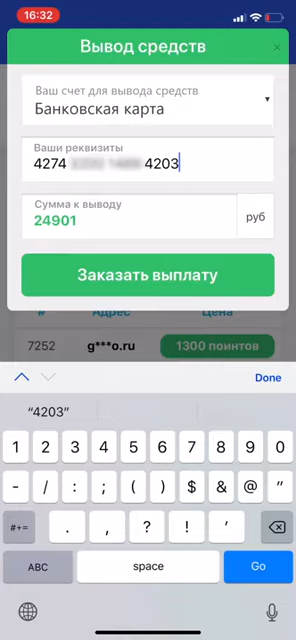 16:32
Вывод средств
×
Ваш счет для вывода средств
Банковская карта
Ваши реквизиты
4274 4203
Сумма к выводу
24901
руб
Заказать выплату
# Адрес Цена
7252 g***o.ru 1300 поинтов
Done
“4203”
1 2 3 4 5 6 7 8 9 0
- / : ; ( ) $ & @ "
#+= . , ? ! ’
ABC space Go